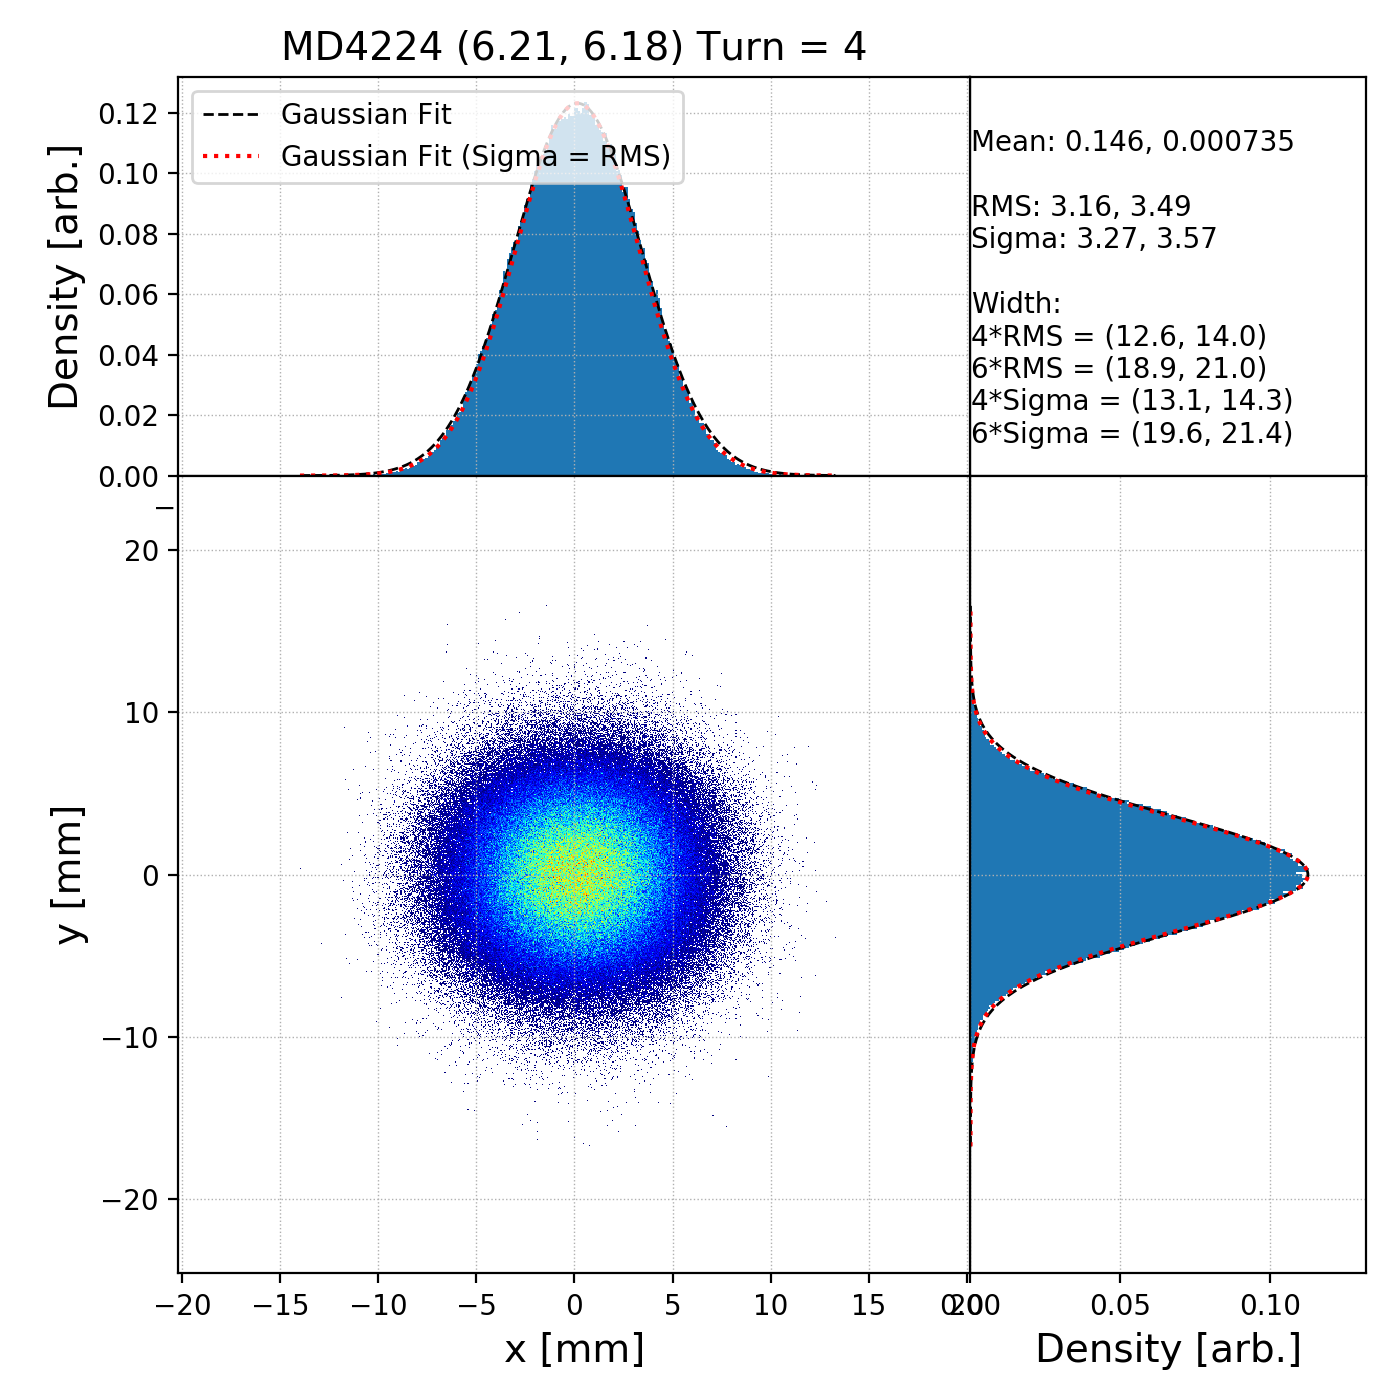 MD4224 (6.21, 6.18) Turn = 4
Gaussian Fit
Gaussian Fit (Sigma = RMS)
Density [arb.]
0.12
0.10
0.08
0.06
0.04
0.02
0.00
Mean: 0.146, 0.000735
RMS: 3.16, 3.49
Sigma: 3.27, 3.57
Width:
4*RMS = (12.6, 14.0)
6*RMS = (18.9, 21.0)
4*Sigma = (13.1, 14.3)
6*Sigma = (19.6, 21.4)
y [mm]
20
10
0
−10
−20
−20 −15 −10 −5 0 5 10 15 20
x [mm]
0.00 0.05 0.10
Density [arb.]